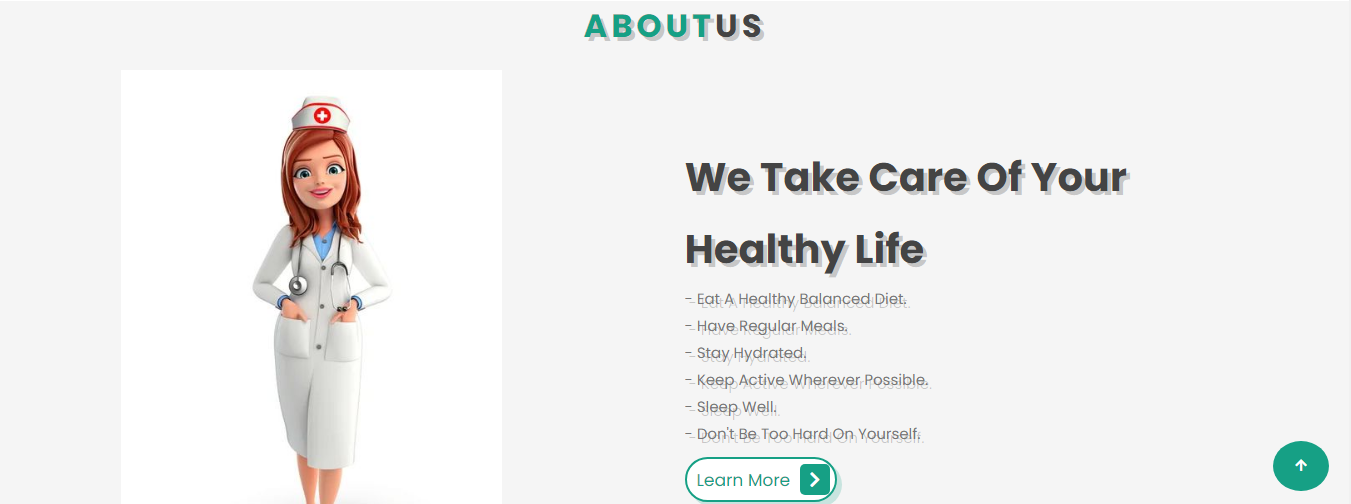 ABOUTUS
We Take Care Of Your
Healthy Life
- Eat A Healthy Balanced Diet.
- Have Regular Meals.
- Stay Hydrated.
- Keep Active Wherever Possible.
- Sleep Well.
- Don't Be Too Hard On Yourself.
Learn More